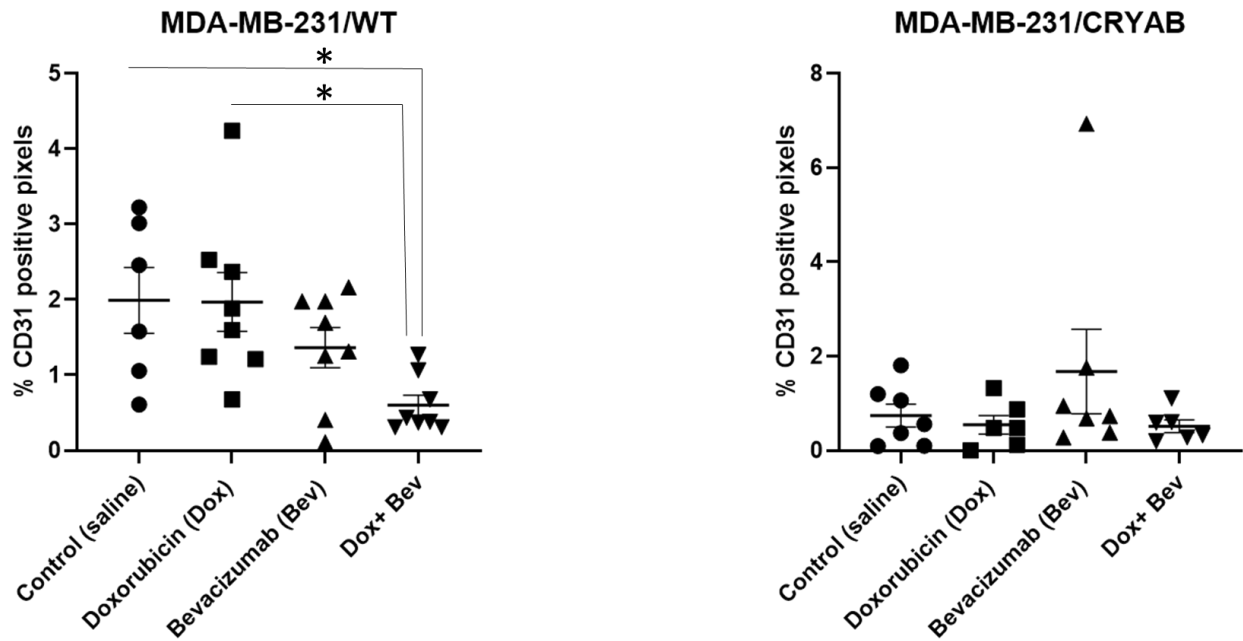 MDA-MB-231/WT
*
*
% CD31 positive pixels
5
4
3
2
1
0
Control (saline)
Doxorubicin (Dox)
Bevacizumab (Bev)
Dox+ Bev
MDA-MB-231/CRYAB
% CD31 positive pixels
8
6
4
2
0
Control (saline)
Doxorubicin (Dox)
Bevacizumab (Bev)
Dox+ Bev